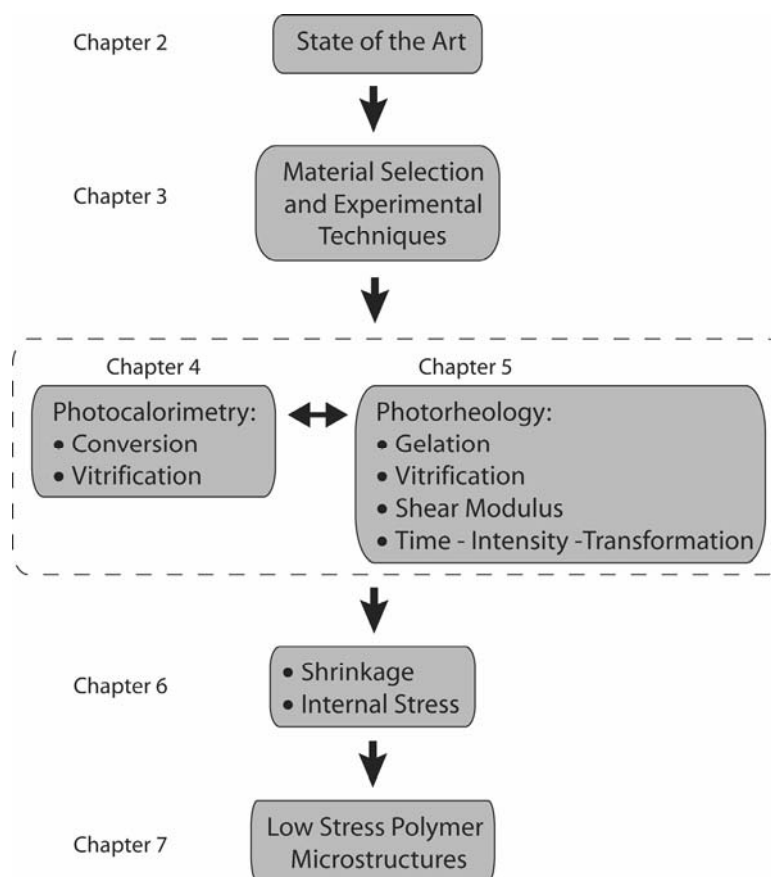 Chapter 2
State of the Art
Chapter 3
Material Selection
and Experimental
Techniques
Chapter 4
Photocalorimetry:
• Conversion
• Vitrification
Chapter 5
Photorheology:
• Gelation
• Vitrification
• Shear Modulus
• Time - Intensity -Transformation
Chapter 6
• Shrinkage
• Internal Stress
Chapter 7
Low Stress Polymer
Microstructures